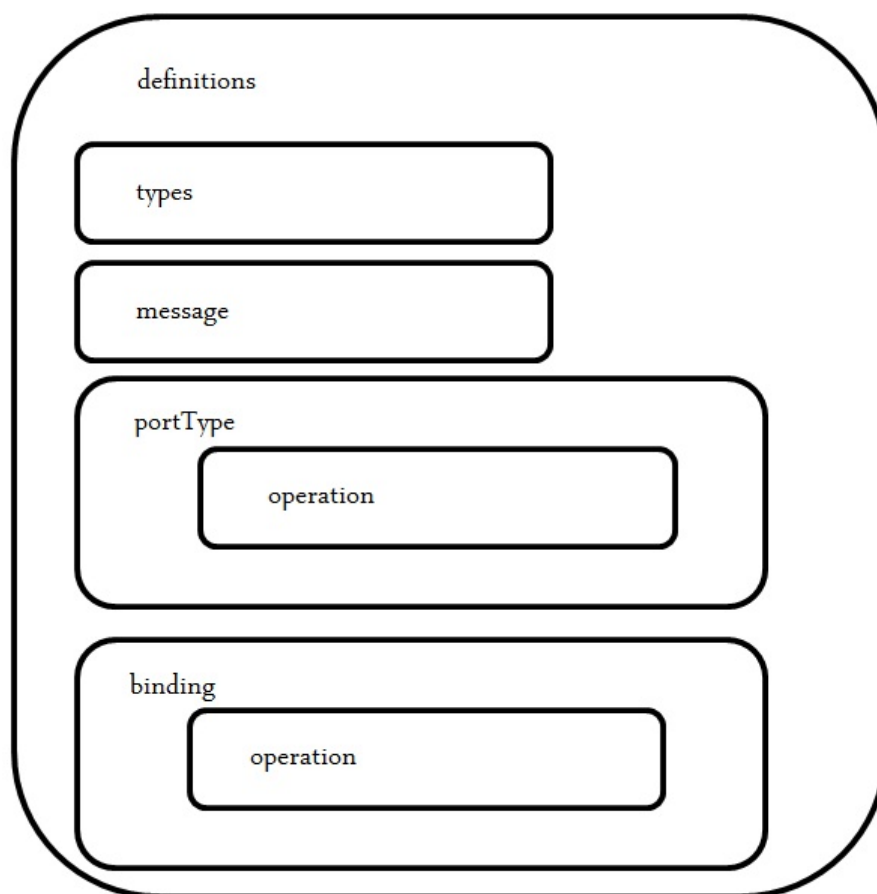 definitions
types
message
portType
operation
binding
operation